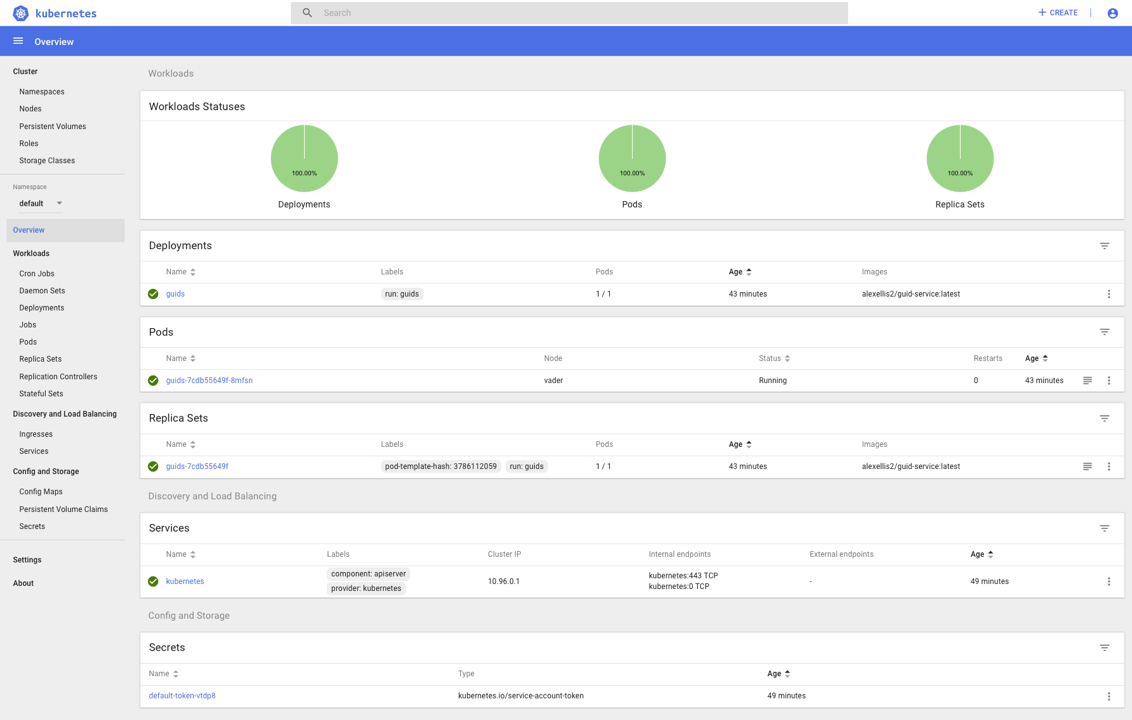 kubernetes
Search
CREATE
Overview
Cluster
Namespaces
Nodes
Persistent Volumes
Roles
Storage Classes
Namespace
default
Overview
Workloads
Cron Jobs
Daemon Sets
Deployments
Jobs
Pods
Replica Sets
Replication Controllers
Stateful Sets
Discovery and Load Balancing
Ingresses
Services
Config and Storage
Config Maps
Persistent Volume Claims
Secrets
Settings
About
Workloads
Workloads Statuses
100.00% 100.00% 100.00%
Deployments Pods Replica Sets
Deployments
Name Labels Pods Age Images
guids run: guids 1 / 1 43 minutes alexellis2/guid-service:latest
Pods
Name Node Status Restarts Age
guids-7cdb55649f-8mfsn vader Running 0 43 minutes
Replica Sets
Name Labels Pods Age Images
guids-7cdb55649f pod-template-hash: 3786112059 run: guids 1 / 1 43 minutes alexellis2/guid-service:latest
Discovery and Load Balancing
Services
Name Labels Cluster IP Internal endpoints External endpoints Age
kubernetes component: apiserver 10.96.0.1 kubernetes:443 TCP - 49 minutes
provider: kubernetes kubernetes:0 TCP
Config and Storage
Secrets
Name Type Age
default-token-vtdp8 kubernetes.io/service-account-token 49 minutes